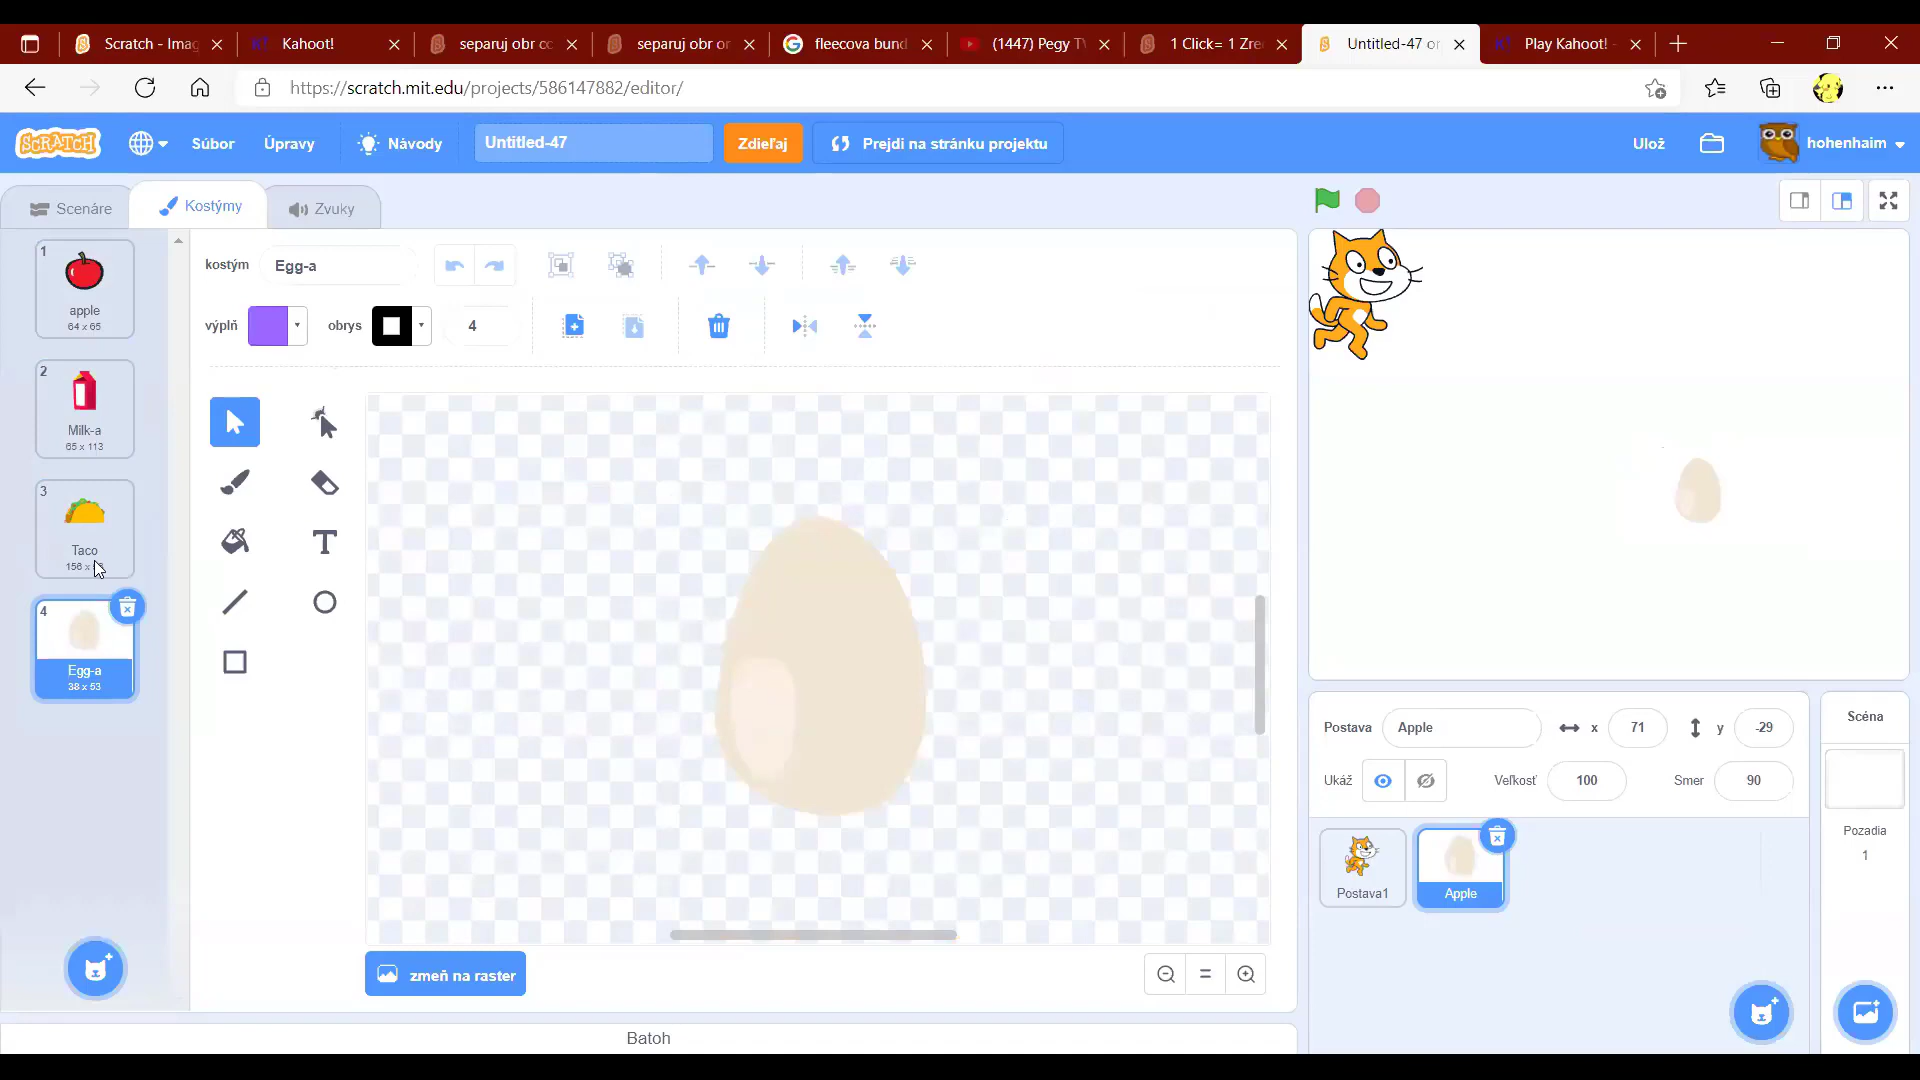 Scratch - Imag
Kahoot!
separuj obr co
separuj obr or
fleecova bund
(1447) Pegy T
1 Click= 1 Zre
Untitled-47 o
Play Kahoot! -
https://scratch.mit.edu/projects/586147882/editor/
SCRATCH
Súbor
Úpravy
Návody
Untitled-47
Zdieľaj
Prejdi na stránku projektu
Ulož
hohenhaim
Scenáre
Kostýmy
Zvuky
1
apple
64 x 65
2
Milk-a
65 x 113
3
Taco
156 x
4
Egg-a
38 x 53
kostým
Egg-a
výplň
obrys
4
T
zmeň na raster
Batoh
Postava
Apple
x
71
y
-29
Ukáž
Veľkosť
100
Smer
90
Postava1
Apple
Scéna
Pozadia
1